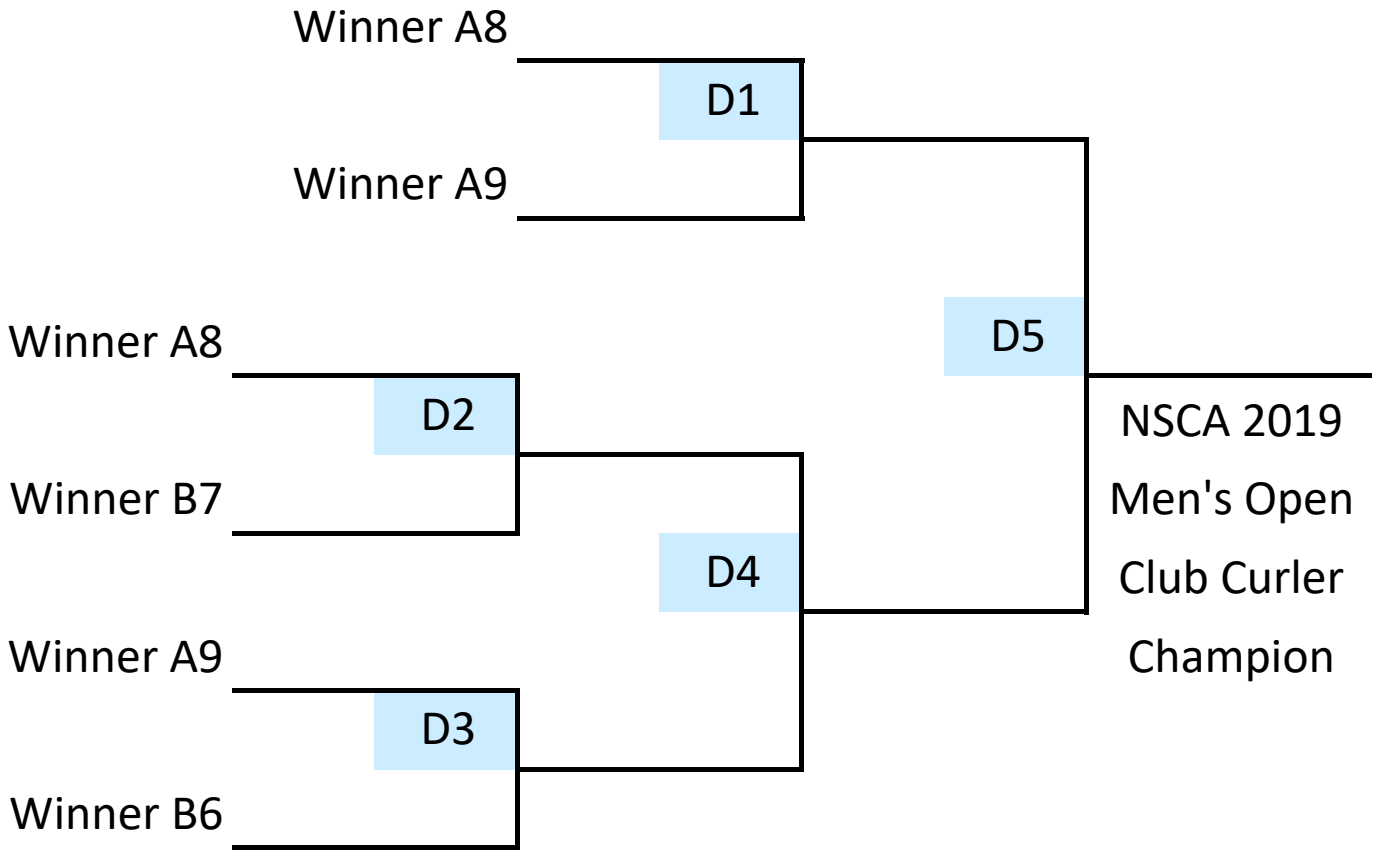 Winner A8
D1
Winner A9
Winner A8
D5
D2
NSCA 2019
Winner B7
Men's Open
D4
Club Curler
Winner A9
Champion
D3
Winner B6